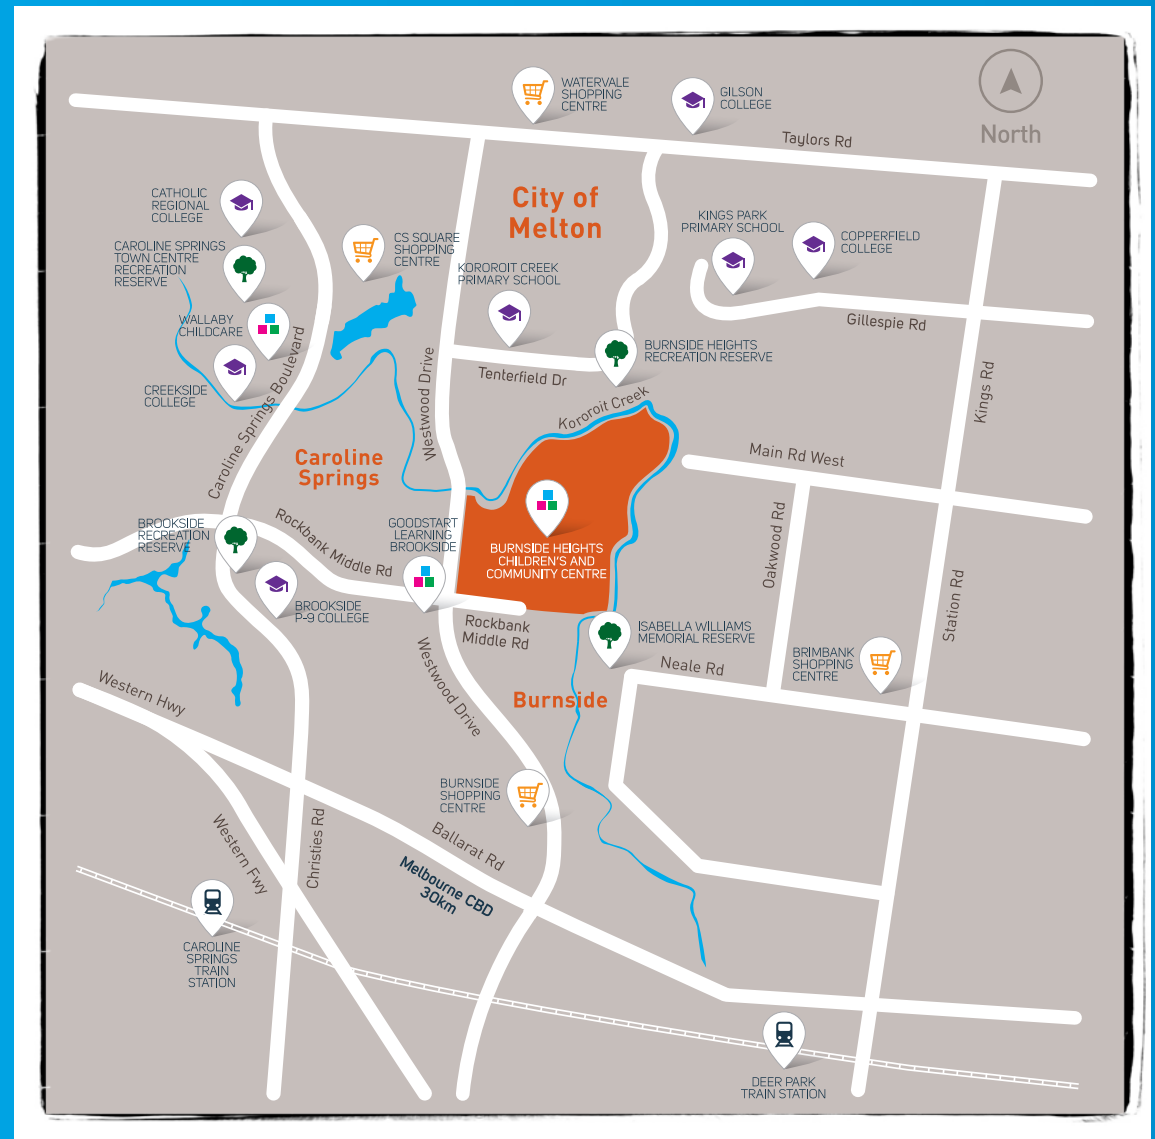 WATERVALE
SHOPPING
CENTRE
GILSON
COLLEGE
North
Taylors Rd
City of
Melton
CATHOLIC
REGIONAL
COLLEGE
KINGS PARK
PRIMARY SCHOOL
COPPERFIELD
COLLEGE
CAROLINE SPRINGS
TOWN CENTRE
RECREATION
RESERVE
CS SQUARE
SHOPPING
CENTRE
KOROROIT CREEK
PRIMARY SCHOOL
WALLABY
CHILDCARE
Gillespie Rd
BURNSIDE HEIGHTS
RECREATION RESERVE
CREEKSIDE
COLLEGE
Caroline Springs Boulevard
Westwood Drive
Tenterfield Dr
Kings Rd
Kororoit Creek
Caroline
Springs
Main Rd West
BROOKSIDE
RECREATION
RESERVE
Rockbank Middle Rd
GOODSTART
LEARNING
BROOKSIDE
BURNSIDE HEIGHTS
CHILDREN'S AND
COMMUNITY CENTRE
Oakwood Rd
Station Rd
BROOKSIDE
P-9 COLLEGE
Rockbank
Middle Rd
ISABELLA WILLIAMS
MEMORIAL RESERVE
Neale Rd
BRIMBANK
SHOPPING
CENTRE
Western Hwy
Westwood Drive
Burnside
BURNSIDE
SHOPPING
CENTRE
Western Fwy
Christies Rd
Ballarat Rd
Melbourne CBD
30km
CAROLINE
SPRINGS
TRAIN
STATION
DEER PARK
TRAIN STATION